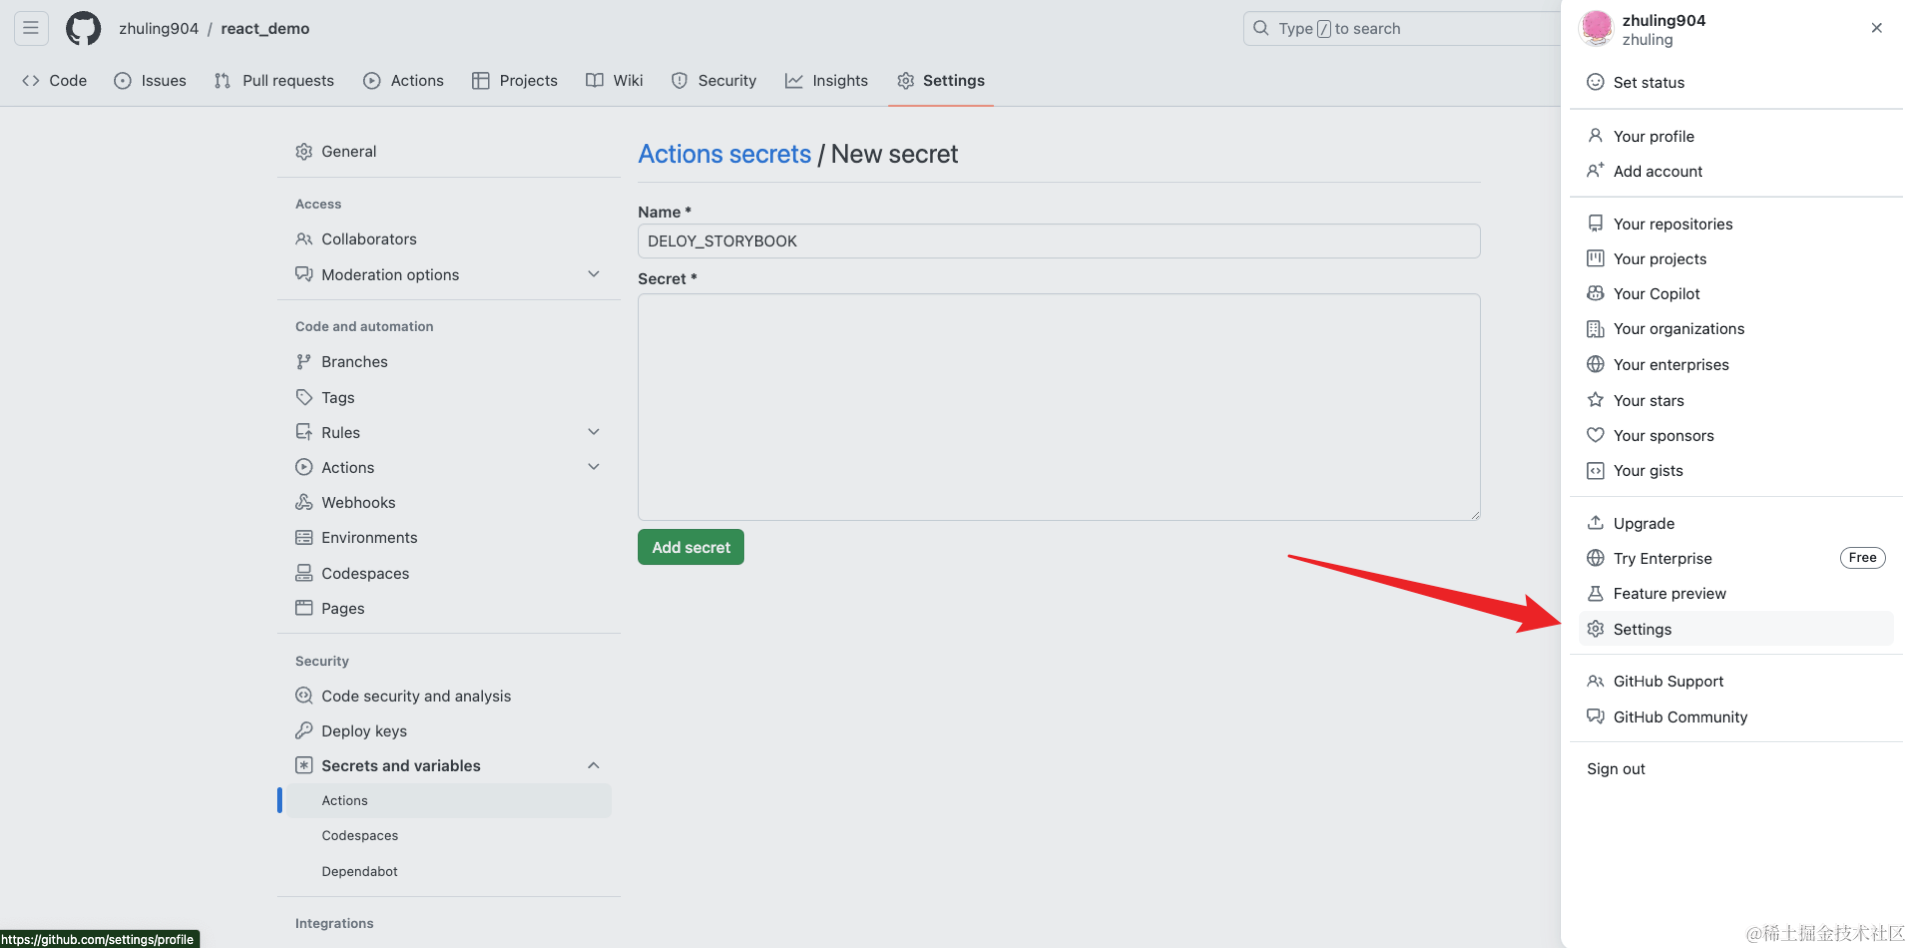 zhuling904 / react_demo
Type / to search
Code
Issues
Pull requests
Actions
Projects
Wiki
Security
Insights
Settings
General
Access
Collaborators
Moderation options
Code and automation
Branches
Tags
Rules
Actions
Webhooks
Environments
Codespaces
Pages
Security
Code security and analysis
Deploy keys
Secrets and variables
Actions
Codespaces
Dependabot
Integrations
Actions secrets / New secret
Name *
DELOY_STORYBOOK
Secret *
Add secret
zhuling904
zhuling
Set status
Your profile
Add account
Your repositories
Your projects
Your Copilot
Your organizations
Your enterprises
Your stars
Your sponsors
Your gists
Upgrade
Try Enterprise Free
Feature preview
Settings
GitHub Support
GitHub Community
Sign out
https://github.com/settings/profile
@稀土掘金技术社区